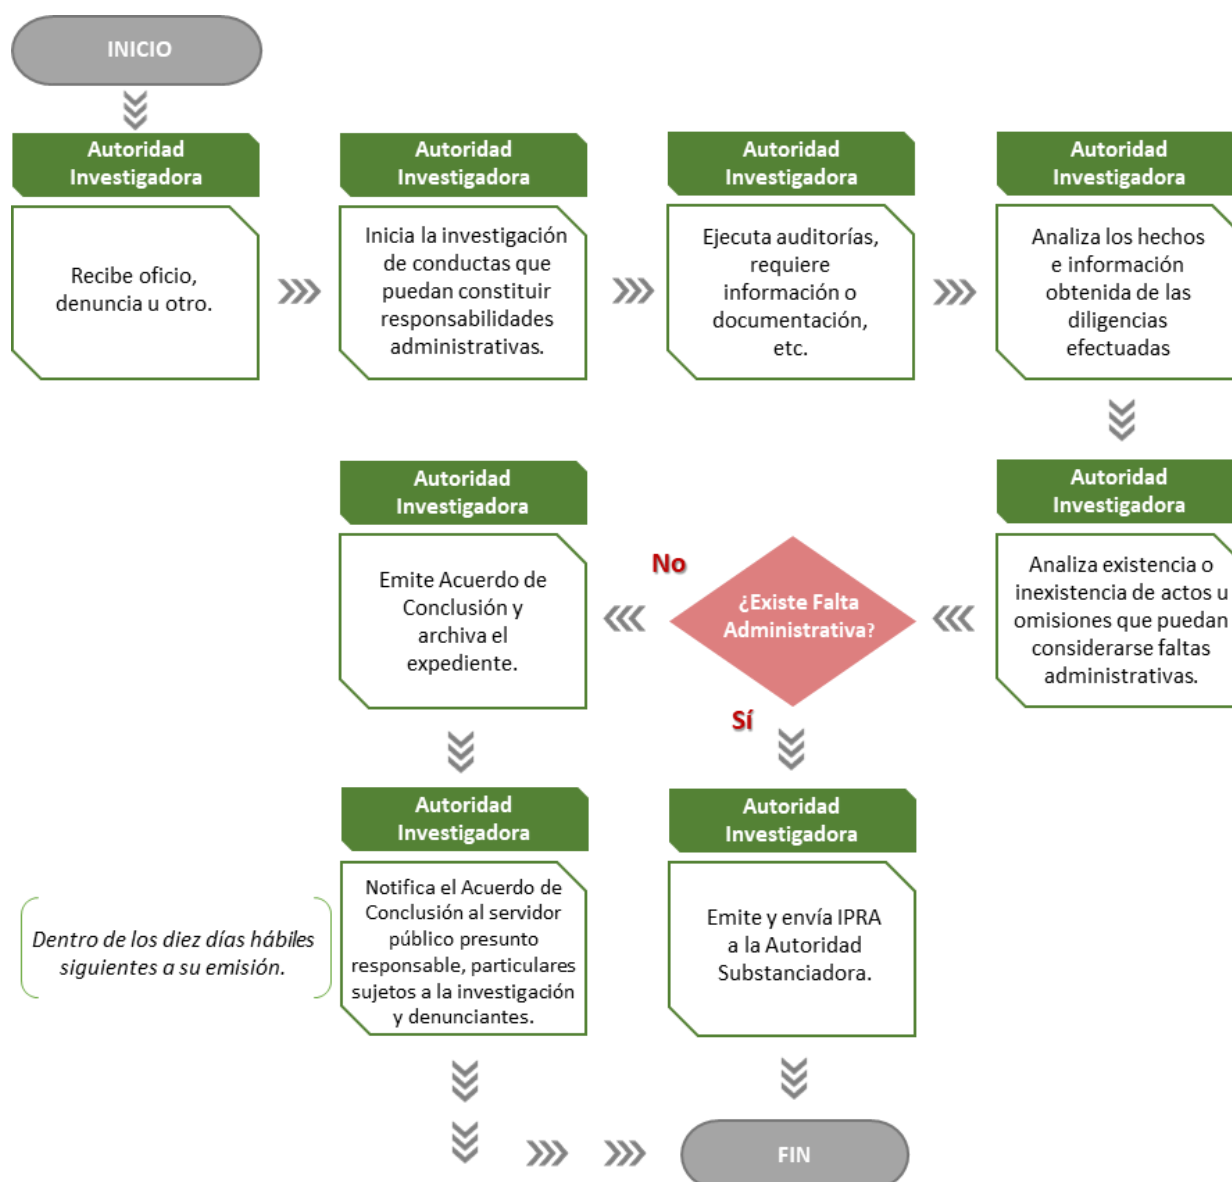 INICIO
Autoridad
Investigadora
Recibe oficio,
denuncia u otro.
Autoridad
Investigadora
Inicia la investigación
de conductas que
puedan constituir
responsabilidades
administrativas.
Autoridad
Investigadora
Ejecuta auditorías,
requiere
información o
documentación,
etc.
Autoridad
Investigadora
Analiza los hechos
e información
obtenida de las
diligencias
efectuadas
Autoridad
Investigadora
Analiza existencia o
inexistencia de actos u
omisiones que puedan
considerarse faltas
administrativas.
¿Existe Falta
Administrativa?
No
Autoridad
Investigadora
Emite Acuerdo de
Conclusión y
archiva el
expediente.
Autoridad
Investigadora
Notifica el Acuerdo de
Conclusión al servidor
público presunto
responsable, particulares
sujetos a la investigación
y denunciantes.
Dentro de los diez días hábiles
siguientes a su emisión.
Sí
Autoridad
Investigadora
Emite y envía IPRA
a la Autoridad
Substanciadora.
FIN